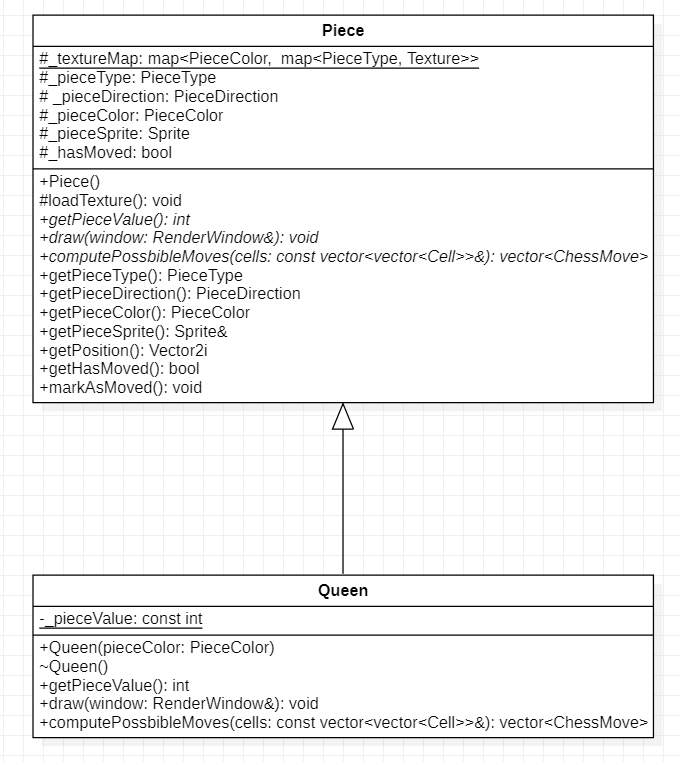 Piece
#_textureMap: map<PieceColor,  map<PieceType, Texture>>
#_pieceType: PieceType
# _pieceDirection: PieceDirection
#_pieceColor: PieceColor
#_pieceSprite: Sprite
#_hasMoved: bool
+Piece()
#loadTexture(): void
+getPieceValue(): int
+draw(window: RenderWindow&): void
+computePossbibleMoves(cells: const vector<vector<Cell>>&): vector<ChessMove>
+getPieceType(): PieceType
+getPieceDirection(): PieceDirection
+getPieceColor(): PieceColor
+getPieceSprite(): Sprite&
+getPosition(): Vector2i
+getHasMoved(): bool
+markAsMoved(): void
Queen
-_pieceValue: const int
+Queen(pieceColor: PieceColor)
~Queen()
+getPieceValue(): int
+draw(window: RenderWindow&): void
+computePossbibleMoves(cells: const vector<vector<Cell>>&): vector<ChessMove>